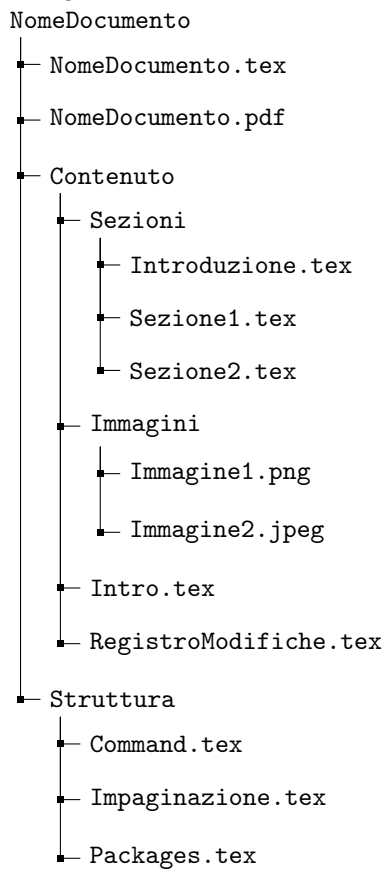 NomeDocumento
NomeDocumento.tex
NomeDocumento.pdf
Contenuto
Sezioni
Introduzione.tex
Sezione1.tex
Sezione2.tex
Immagini
Immagine1.png
Immagine2.jpeg
Intro.tex
RegistroModifiche.tex
Struttura
Command.tex
Impaginazione.tex
Packages.tex